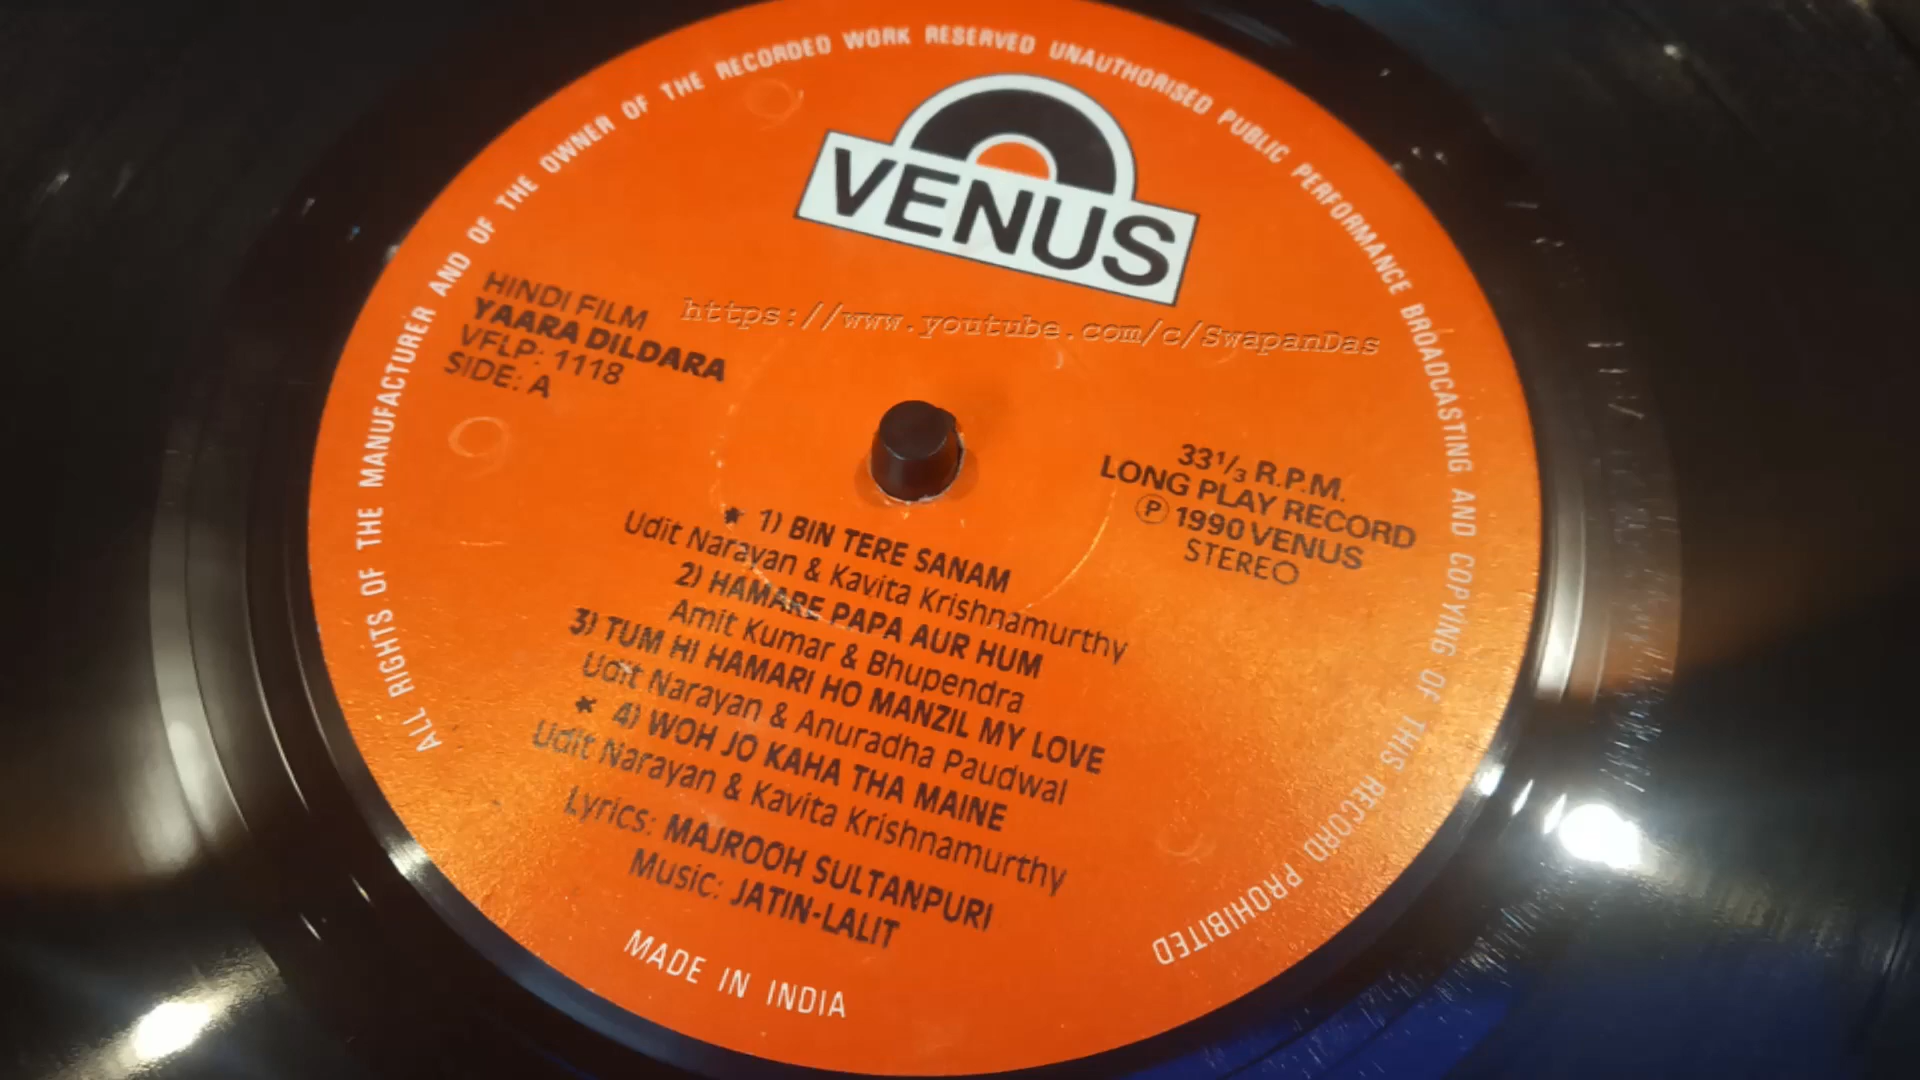 ALL RIGHTS OF THE MANUFACTURER AND OF THE OWNER OF THE RECORDED WORK RESERVED UNAUTHORISED PUBLIC PERFORMANCE BROADCASTING AND COPYING OF THIS RECORD PROHIBITED
VENUS
https://www.youtube.com/c/SwapanDas
HINDI FILM
YAARA DILDARA
VFLP: 1118
SIDE: A
33 1/3 R.P.M.
LONG PLAY RECORD
Ⓟ 1990 VENUS
STEREO
* 1) BIN TERE SANAM
Udit Narayan & Kavita Krishnamurthy
2) HAMARE PAPA AUR HUM
Amit Kumar & Bhupendra
3) TUM HI HAMARI HO MANZIL MY LOVE
Udit Narayan & Anuradha Paudwal
* 4) WOH JO KAHA THA MAINE
Udit Narayan & Kavita Krishnamurthy
Lyrics: MAJROOH SULTANPURI
Music: JATIN-LALIT
MADE IN INDIA